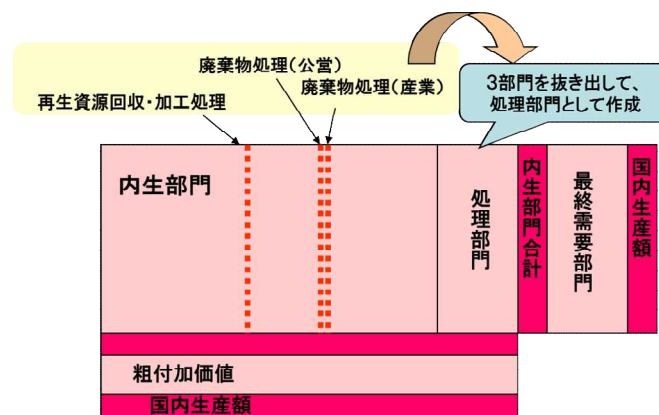 廃棄物処理(公営)
廃棄物処理(産業)
再生資源回収・加工処理
3部門を抜き出して、
処理部門として作成
内生部門
処理部門
内生部門合計
最終需要部門
国内生産額
粗付加価値
国内生産額